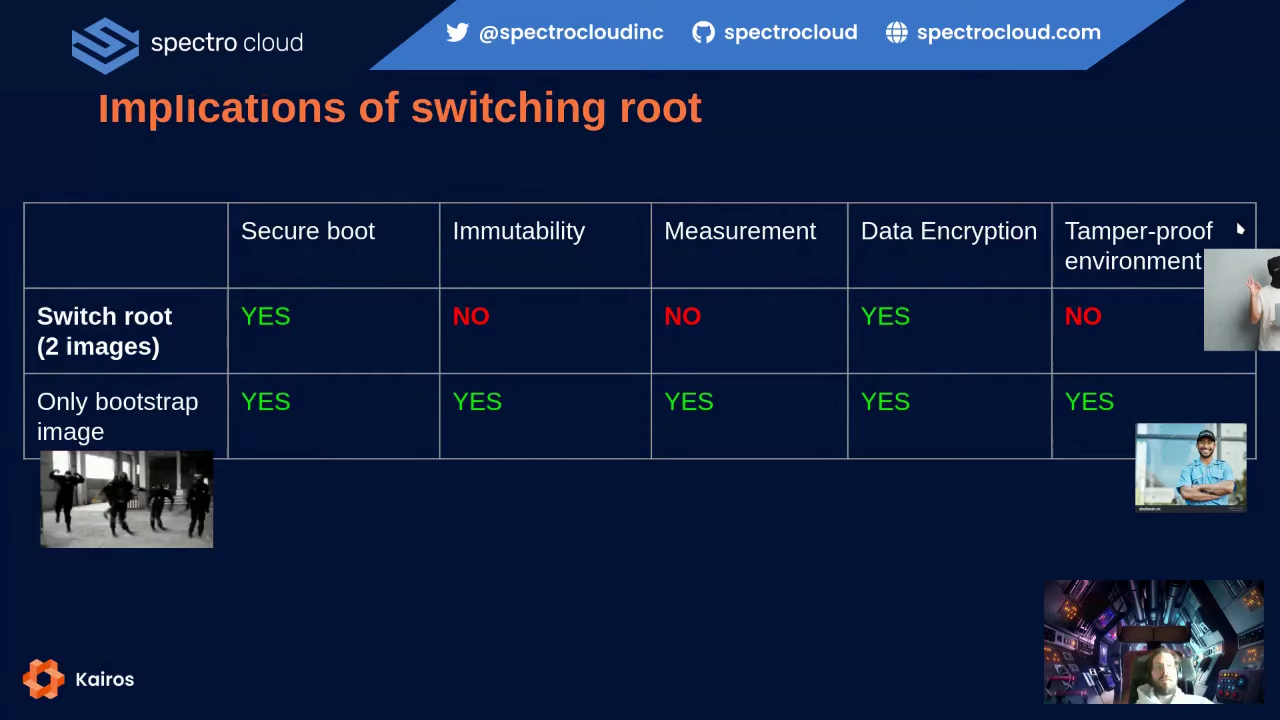 spectro cloud
@spectrocloudinc spectrocloud spectrocloud.com
Implications of switching root
Secure boot Immutability Measurement Data Encryption Tamper-proof
environment
Switch root YES NO NO YES NO
(2 images)
Only bootstrap YES YES YES YES YES
image
Kairos